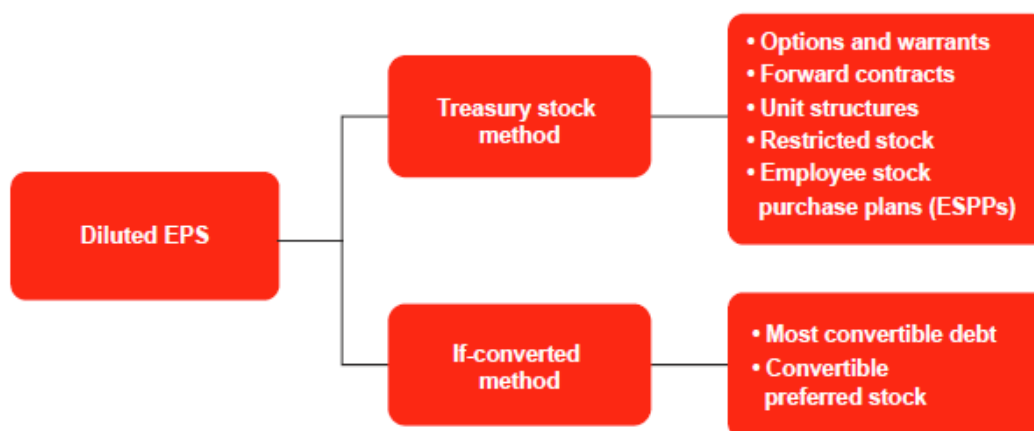 Diluted EPS
Treasury stock
method
• Options and warrants
• Forward contracts
• Unit structures
• Restricted stock
• Employee stock
purchase plans (ESPPs)
If-converted
method
• Most convertible debt
• Convertible
preferred stock